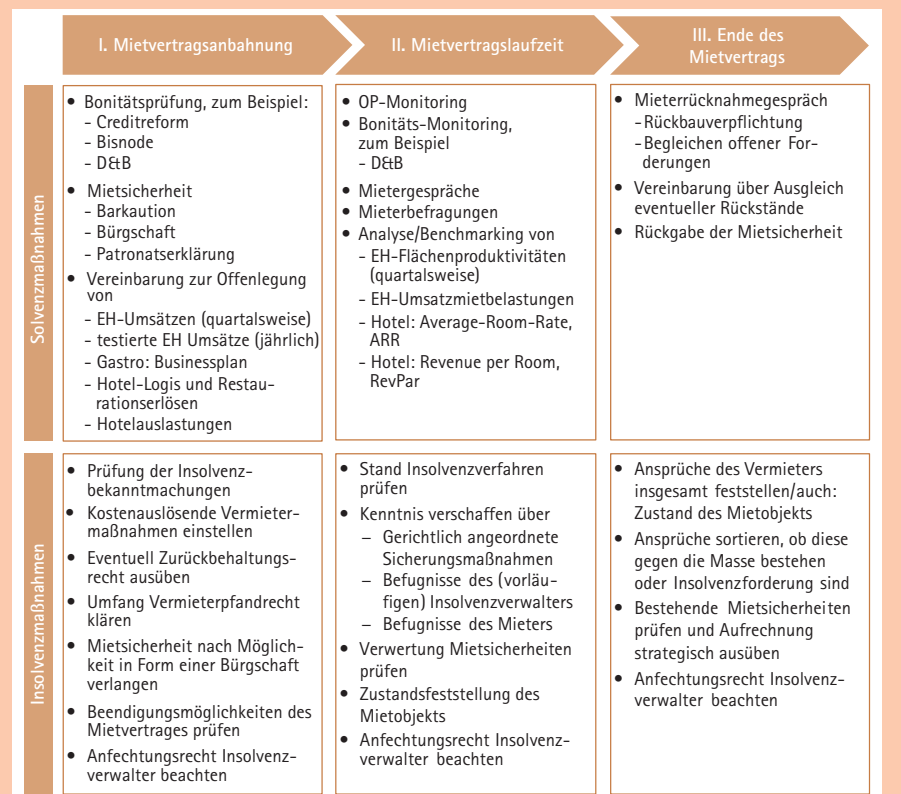 I. Mietvertragsanbahnung
II. Mietvertragslaufzeit
III. Ende des
Mietvertrags
Solvenzmaßnahmen
• Bonitätsprüfung, zum Beispiel:
- Creditreform
- Bisnode
- D&B
• Mietsicherheit
- Barkaution
- Bürgschaft
- Patronatserklärung
• Vereinbarung zur Offenlegung
von
- EH-Umsätzen (quartalsweise)
- testierte EH Umsätze (jährlich)
- Gastro: Businessplan
- Hotel-Logis und Restau-
rationserlösen
- Hotelauslastungen
• OP-Monitoring
• Bonitäts-Monitoring,
zum Beispiel
- D&B
• Mietergespräche
• Mieterbefragungen
• Analyse/Benchmarking von
- EH-Flächenproduktivitäten
(quartalsweise)
- EH-Umsatzmietbelastungen
- Hotel: Average-Room-Rate,
ARR
- Hotel: Revenue per Room,
RevPar
• Mieterrücknahmegespräch
-Rückbauverpflichtung
-Begleichen offener For-
derungen
• Vereinbarung über Ausgleich
eventueller Rückstände
• Rückgabe der Mietsicherheit
Insolvenzmaßnahmen
• Prüfung der Insolvenz-
bekanntmachungen
• Kostenauslösende Vermieter-
maßnahmen einstellen
• Eventuell Zurückbehaltungs-
recht ausüben
• Umfang Vermieterpfandrecht
klären
• Mietsicherheit nach Möglich-
keit in Form einer Bürgschaft
verlangen
• Beendigungsmöglichkeiten des
Mietvertrages prüfen
• Anfechtungsrecht Insolvenz-
verwalter beachten
• Stand Insolvenzverfahren
prüfen
• Kenntnis verschaffen über
– Gerichtlich angeordnete
Sicherungsmaßnahmen
– Befugnisse des (vorläu-
figen) Insolvenzverwalters
– Befugnisse des Mieters
• Verwertung Mietsicherheiten
prüfen
• Zustandsfeststellung des
Mietobjekts
• Anfechtungsrecht Insolvenz-
verwalter beachten
• Ansprüche des Vermieters
insgesamt feststellen/auch:
Zustand des Mietobjekts
• Ansprüche sortieren, ob diese
gegen die Masse bestehen
oder Insolvenzforderung sind
• Bestehende Mietsicherheiten
prüfen und Aufrechnung
strategisch ausüben
• Anfechtungsrecht Insolvenz-
verwalter beachten